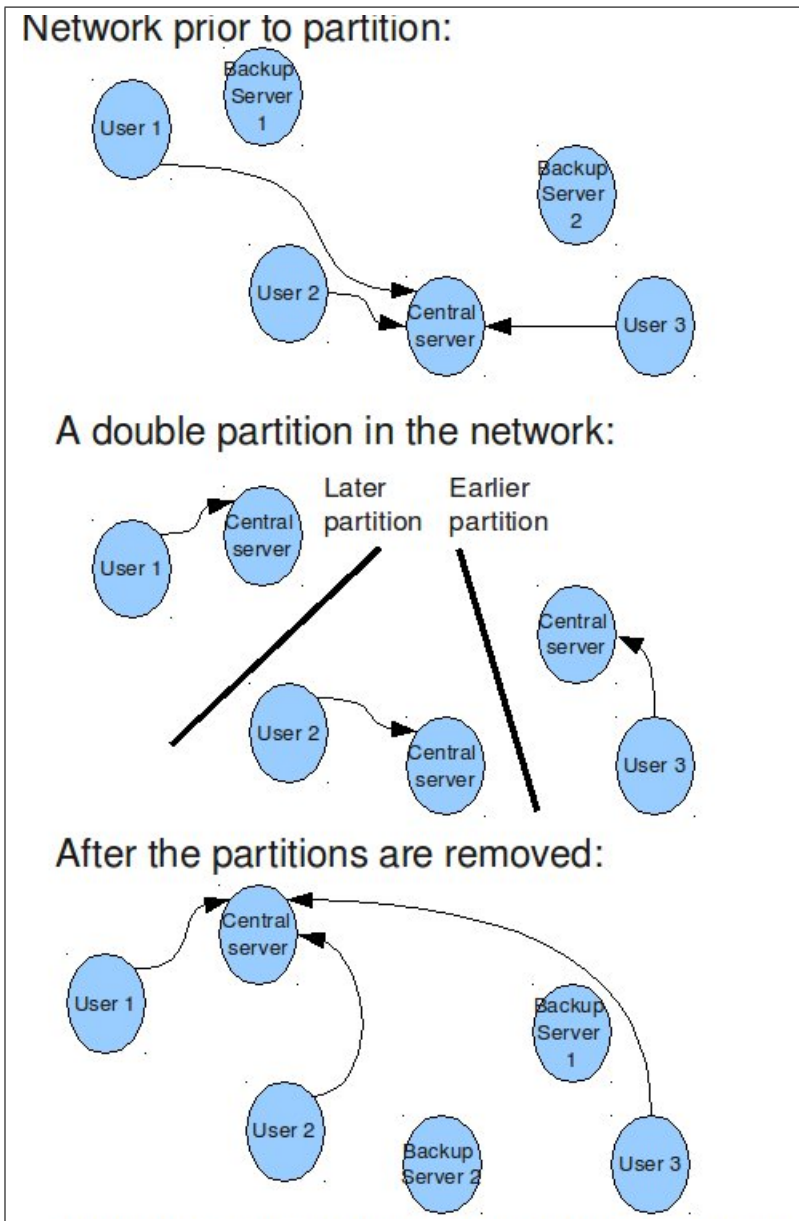 Network prior to partition:
Backup
Server
1
User 1
Backup
Server
2
User 2
Central
server
User 3
A double partition in the network:
Later
partition
Earlier
partition
Central
server
User 1
Central
server
User 2
Central
server
User 3
After the partitions are removed:
Central
server
User 1
Backup
Server
1
User 2
Backup
Server 2
User 3